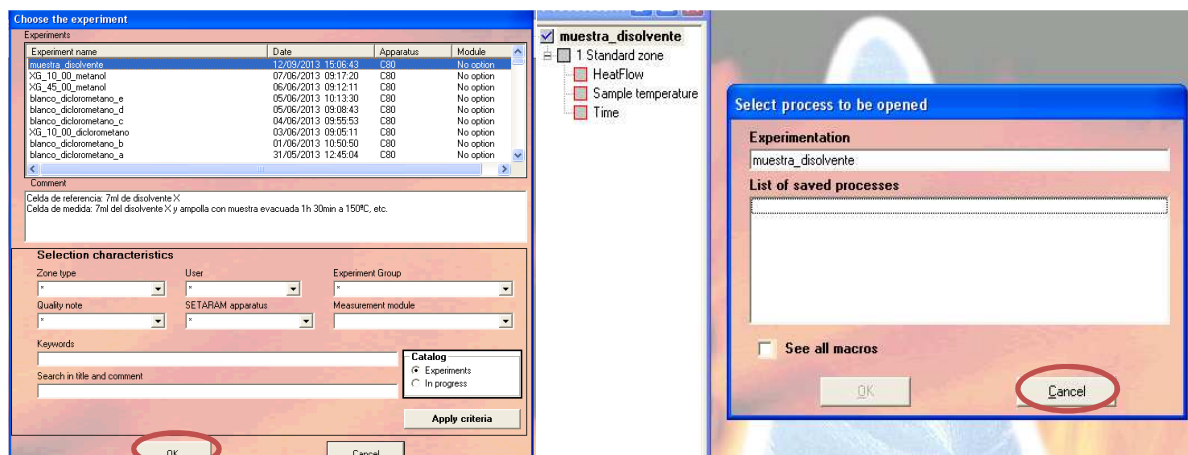 Choose the experiment
Experiments
Experiment name Date Apparatus Module
muestra_disolvente 12/09/2013 15:06:43 C80 No option
XG_10_00_metanol 07/06/2013 09:17:20 C80 No option
XG_45_00_metanol 06/06/2013 09:12:11 C80 No option
blanco_diclorometano_e 05/06/2013 10:13:30 C80 No option
blanco_diclorometano_d 05/06/2013 09:08:43 C80 No option
blanco_diclorometano_c 04/06/2013 09:55:53 C80 No option
XG_10_00_diclorometano 03/06/2013 09:05:11 C80 No option
blanco_diclorometano_b 01/06/2013 10:50:50 C80 No option
blanco_diclorometano_a 31/05/2013 12:45:04 C80 No option
Comment
Celda de referencia: 7ml de disolvente X
Celda de medida: 7ml del disolvente X y ampolla con muestra evacuada 1h 30min a 150ºC, etc.
Selection characteristics
Zone type User Experiment Group
* * *
Quality note SETARAM apparatus Measurement module
* *
Keywords
Search in title and comment
Catalog
Experiments
In progress
Apply criteria
OK Cancel
muestra_disolvente
1 Standard zone
HeatFlow
Sample temperature
Time
Select process to be opened
Experimentation
muestra_disolvente
List of saved processes
See all macros
OK Cancel